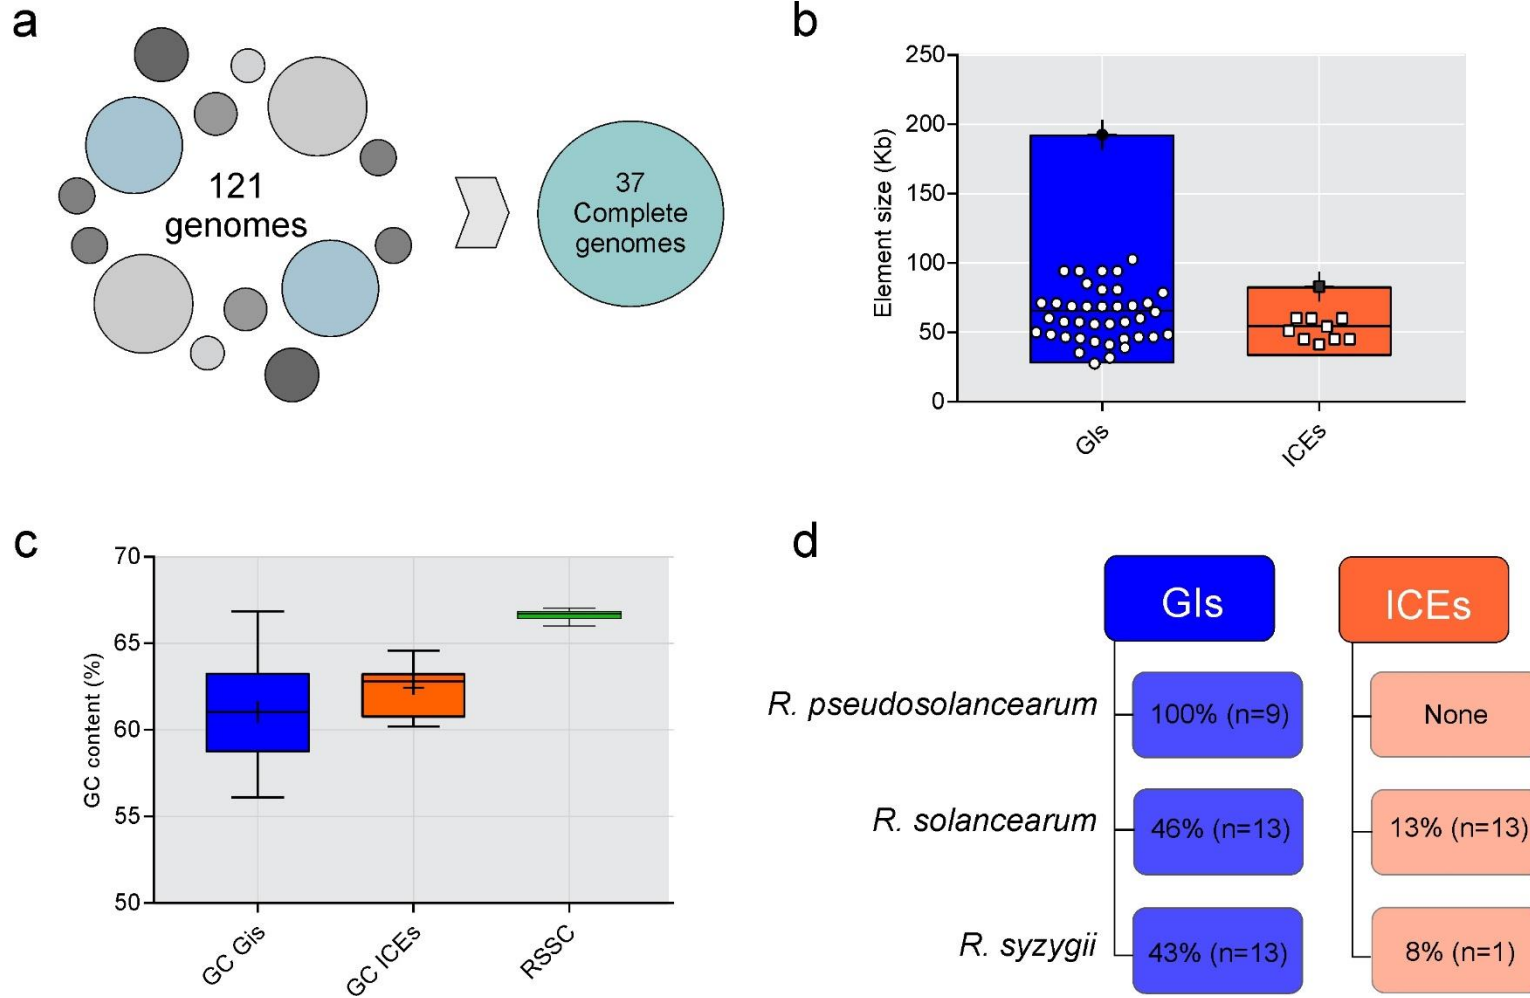 a
121
genomes
37
Complete
genomes
b
Element size (Kb)
250
200
150
100
50
0
GIs
ICEs
c
GC content (%)
70
65
60
55
50
GC Gis
GC ICEs
RSSC
d
GIs
ICEs
R. pseudosolancearum
100% (n=9)
None
R. solancearum
46% (n=13)
13% (n=13)
R. syzygii
43% (n=13)
8% (n=1)